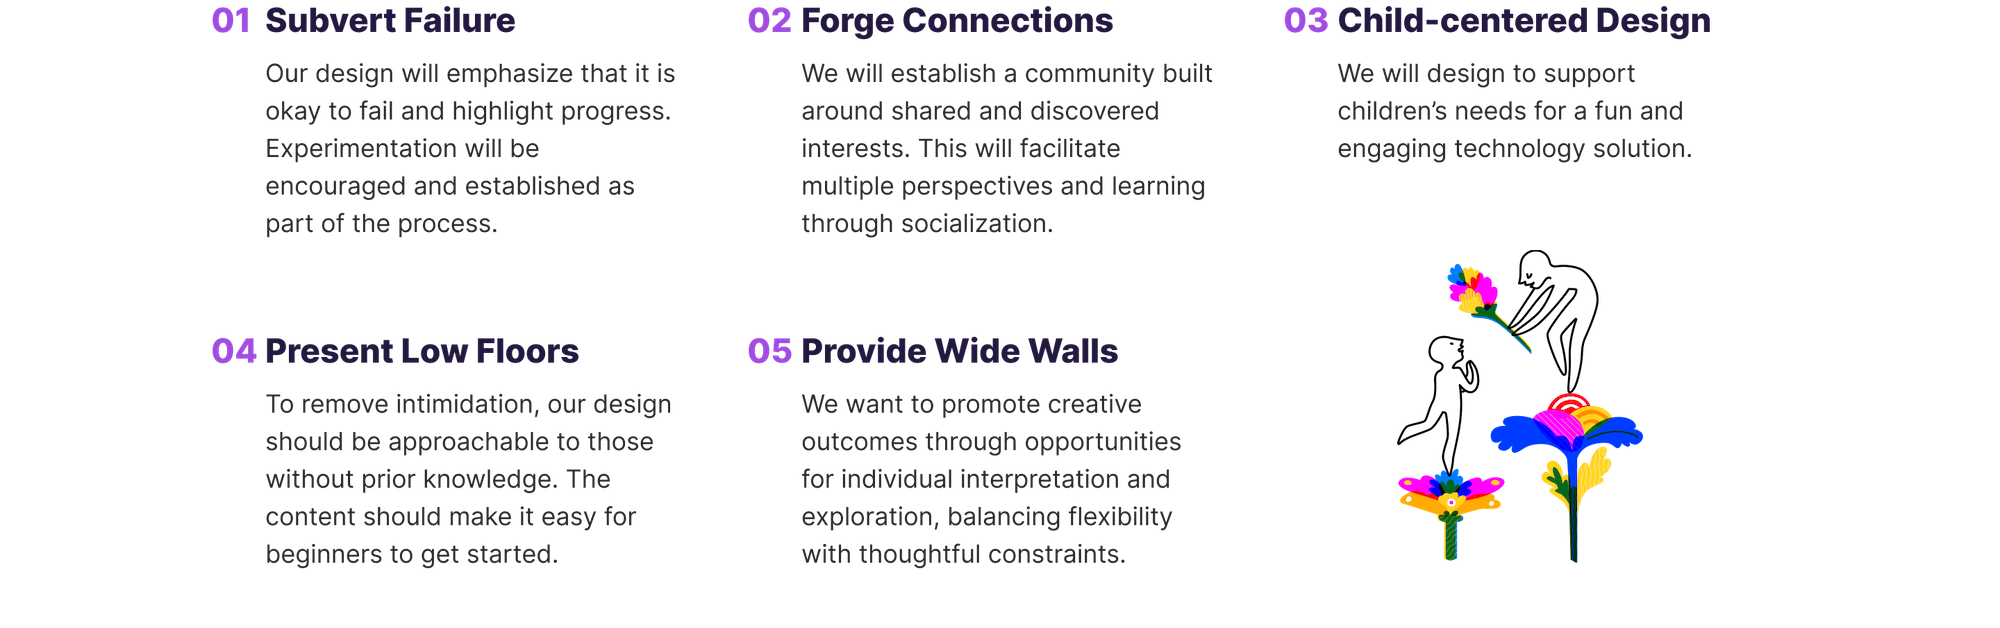 01 Subvert Failure
Our design will emphasize that it is
okay to fail and highlight progress.
Experimentation will be
encouraged and established as
part of the process.
02 Forge Connections
We will establish a community built
around shared and discovered
interests. This will facilitate
multiple perspectives and learning
through socialization.
03 Child-centered Design
We will design to support
children’s needs for a fun and
engaging technology solution.
04 Present Low Floors
To remove intimidation, our design
should be approachable to those
without prior knowledge. The
content should make it easy for
beginners to get started.
05 Provide Wide Walls
We want to promote creative
outcomes through opportunities
for individual interpretation and
exploration, balancing flexibility
with thoughtful constraints.